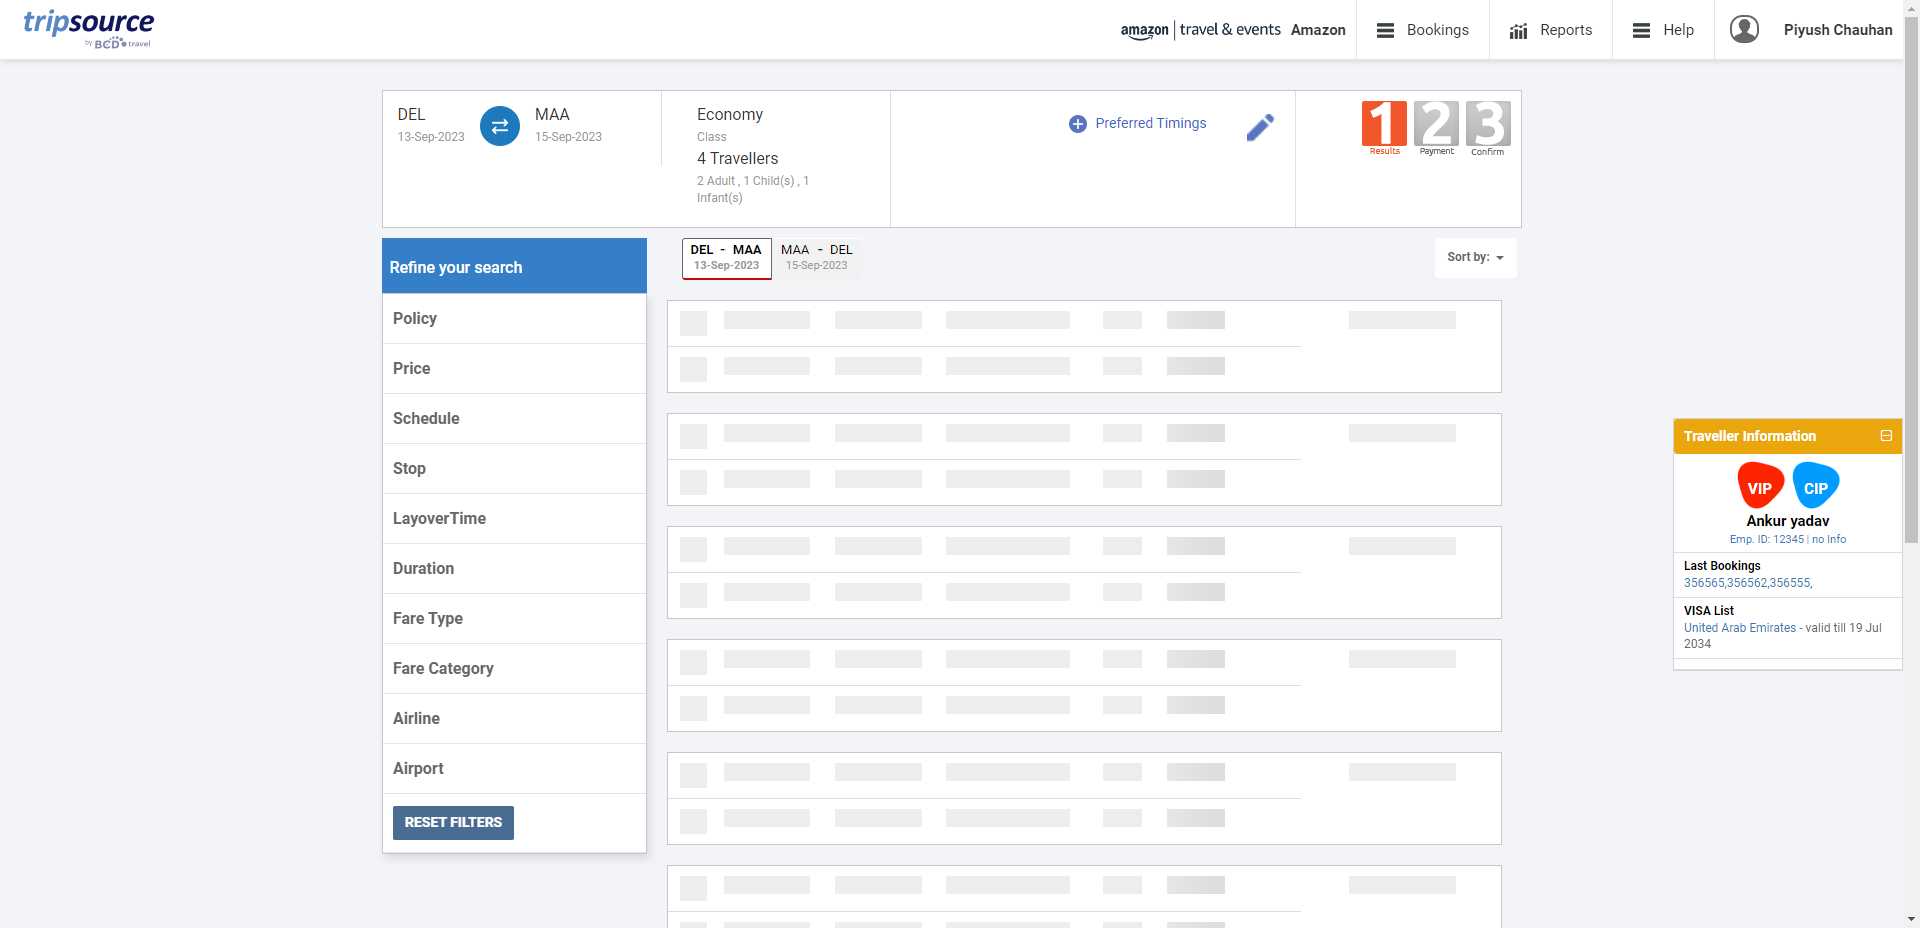 tripsource
by BCD travel
amazon | travel & events Amazon
Bookings
Reports
Help
Piyush Chauhan
DEL
13-Sep-2023
MAA
15-Sep-2023
Economy
Class
4 Travellers
2 Adult , 1 Child(s) , 1
Infant(s)
Preferred Timings
1
Results
2
Payment
3
Confirm
Refine your search
Policy
Price
Schedule
Stop
LayoverTime
Duration
Fare Type
Fare Category
Airline
Airport
RESET FILTERS
DEL - MAA
13-Sep-2023
MAA - DEL
15-Sep-2023
Sort by:
Traveller Information
VIP
CIP
Ankur yadav
Emp. ID: 12345 | no Info
Last Bookings
356565,356562,356555,
VISA List
United Arab Emirates - valid till 19 Jul
2034